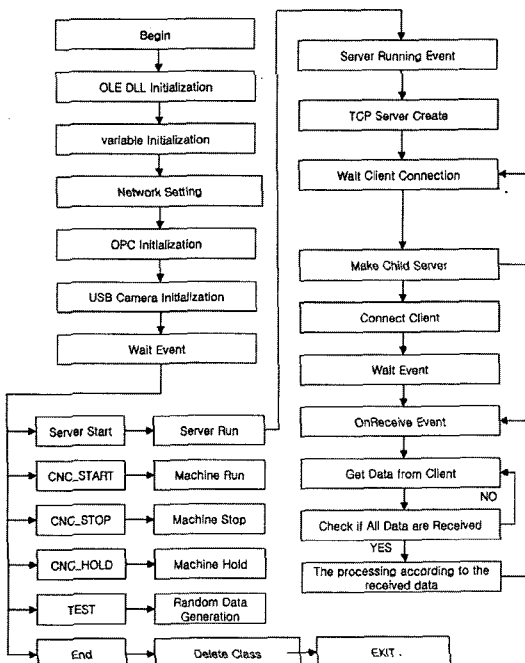 Begin
OLE DLL Initialization
variable Initialization
Network Setting
OPC Initialization
USB Camera Initialization
Wait Event
Server Start
Server Run
CNC_START
Machine Run
CNC_STOP
Machine Stop
CNC_HOLD
Machine Hold
TEST
Random Data
Generation
End
Delete Class
EXIT .
Server Running Event
TCP Server Create
Wait Client Connection
Make Child Server
Connect Client
Wait Event
OnReceive Event
Get Data from Client
NO
Check if All Data are Received
YES
The processing according to the
received data